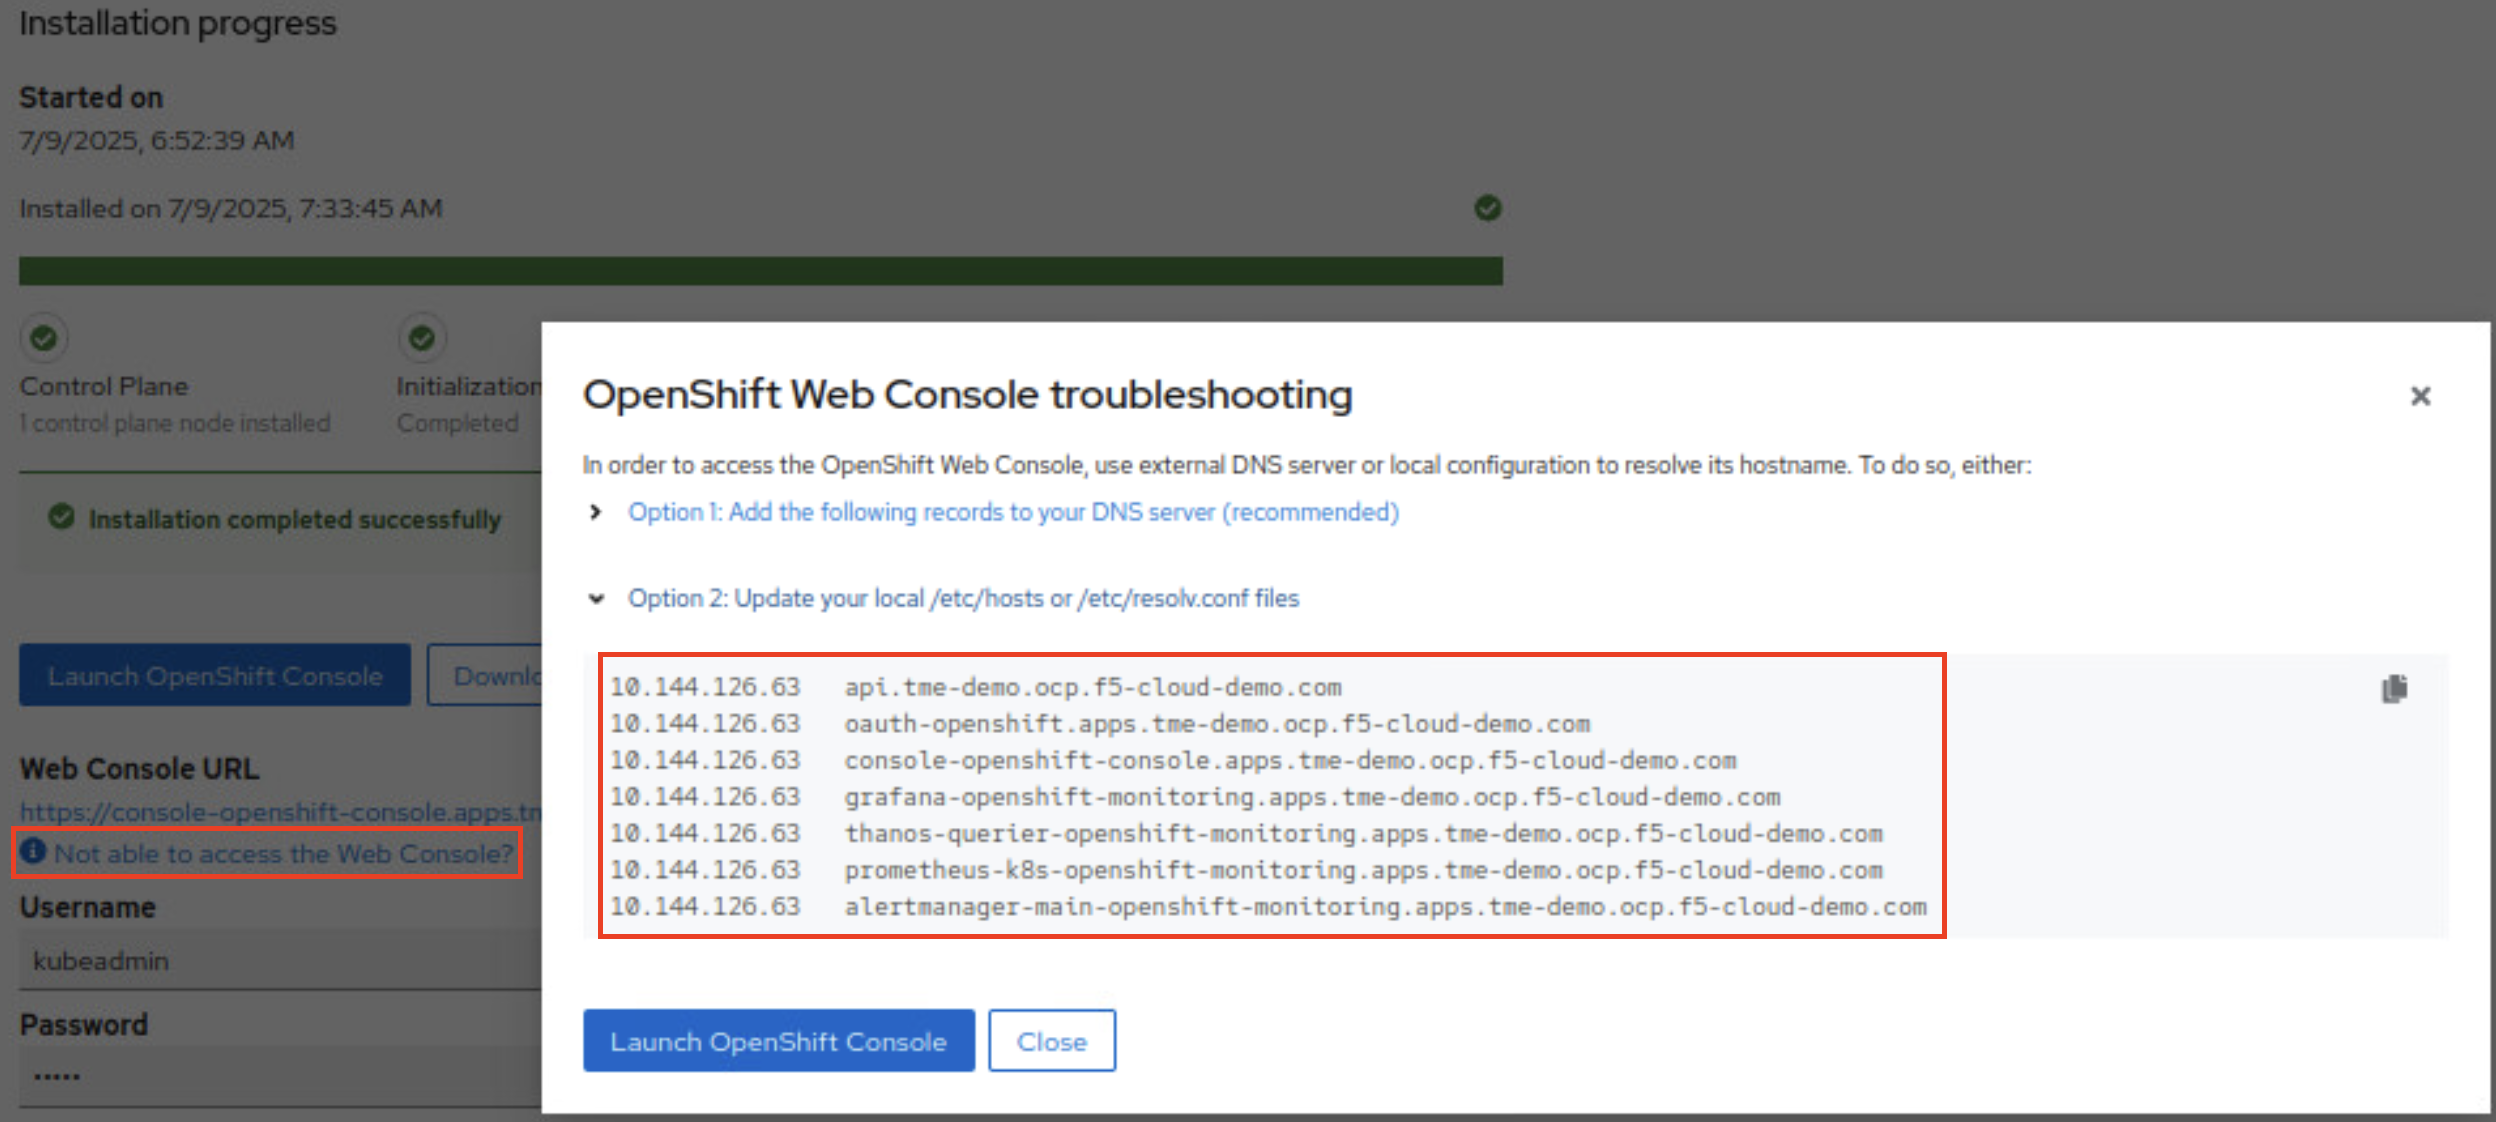 Installation progress
Started on
7/9/2025, 6:52:39 AM
Installed on 7/9/2025, 7:33:45 AM
Control Plane
1 control plane node installed
Initialization
Completed
Installation completed successfully
Launch OpenShift Console
Downlo
Web Console URL
https://console-openshift-console.apps.tm
Not able to access the Web Console?
Username
kubeadmin
Password
•••••
OpenShift Web Console troubleshooting
In order to access the OpenShift Web Console, use external DNS server or local configuration to resolve its hostname. To do so, either:
Option 1: Add the following records to your DNS server (recommended)
Option 2: Update your local /etc/hosts or /etc/resolv.conf files
10.144.126.63 api.tme-demo.ocp.f5-cloud-demo.com
10.144.126.63 oauth-openshift.apps.tme-demo.ocp.f5-cloud-demo.com
10.144.126.63 console-openshift-console.apps.tme-demo.ocp.f5-cloud-demo.com
10.144.126.63 grafana-openshift-monitoring.apps.tme-demo.ocp.f5-cloud-demo.com
10.144.126.63 thanos-querier-openshift-monitoring.apps.tme-demo.ocp.f5-cloud-demo.com
10.144.126.63 prometheus-k8s-openshift-monitoring.apps.tme-demo.ocp.f5-cloud-demo.com
10.144.126.63 alertmanager-main-openshift-monitoring.apps.tme-demo.ocp.f5-cloud-demo.com
Launch OpenShift Console
Close